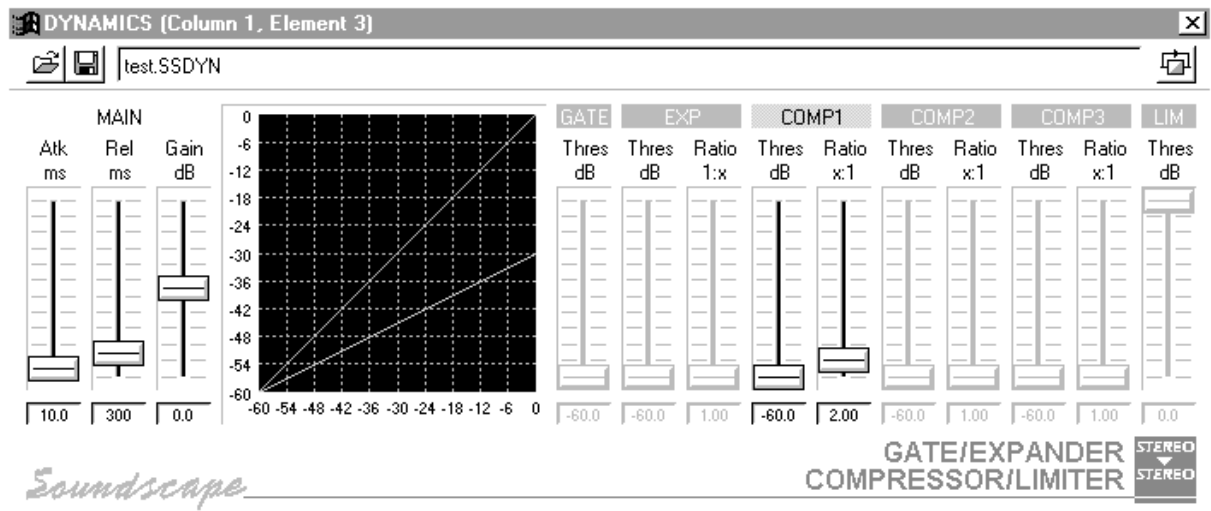 DYNAMICS (Column 1, Element 3)
test.SSDYN
MAIN
Atk Rel Gain
ms ms dB
10.0 300 0.0
0
-6
-12
-18
-24
-30
-36
-42
-48
-54
-60
-60 -54 -48 -42 -36 -30 -24 -18 -12 -6 0
GATE EXP COMP1 COMP2 COMP3 LIM
Thres Thres Ratio Thres Ratio Thres Ratio Thres Ratio Thres
dB dB 1:x dB x:1 dB x:1 dB x:1 dB
-60.0 -60.0 1.00 -60.0 2.00 -60.0 1.00 -60.0 1.00 0.0
Soundscape
GATE/EXPANDER
COMPRESSOR/LIMITER
STEREO
STEREO